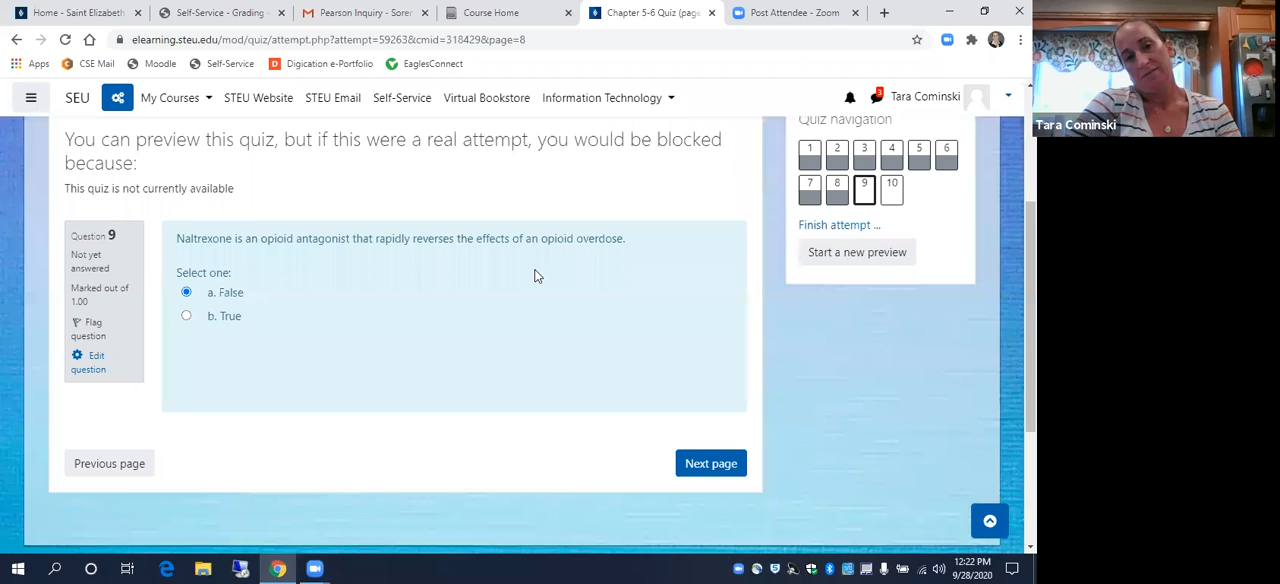 Home - Saint Elizabeth
Self-Service - Grading -
Pearson Inquiry - Sorer
Course Home
Chapter 5-6 Quiz (page
Post Attendee - Zoom
elearning.steu.edu/mod/quiz/attempt.php?attempt=59263&cmid=318429&page=8
Apps
CSE Mail
Moodle
Self-Service
Digication e-Portfolio
EaglesConnect
SEU
My Courses
STEU Website
STEU Email
Self-Service
Virtual Bookstore
Information Technology
3
Tara Cominski
Tara Cominski
You can preview this quiz, but if this were a real attempt, you would be blocked
because:
This quiz is not currently available
Question 9
Not yet
answered
Marked out of
1.00
Flag
question
Edit
question
Naltrexone is an opioid antagonist that rapidly reverses the effects of an opioid overdose.
Select one:
a. False
b. True
Previous page
Next page
Quiz navigation
1 2 3 4 5 6
7 8 9 10
Finish attempt ...
Start a new preview
12:22 PM
9/28/2020